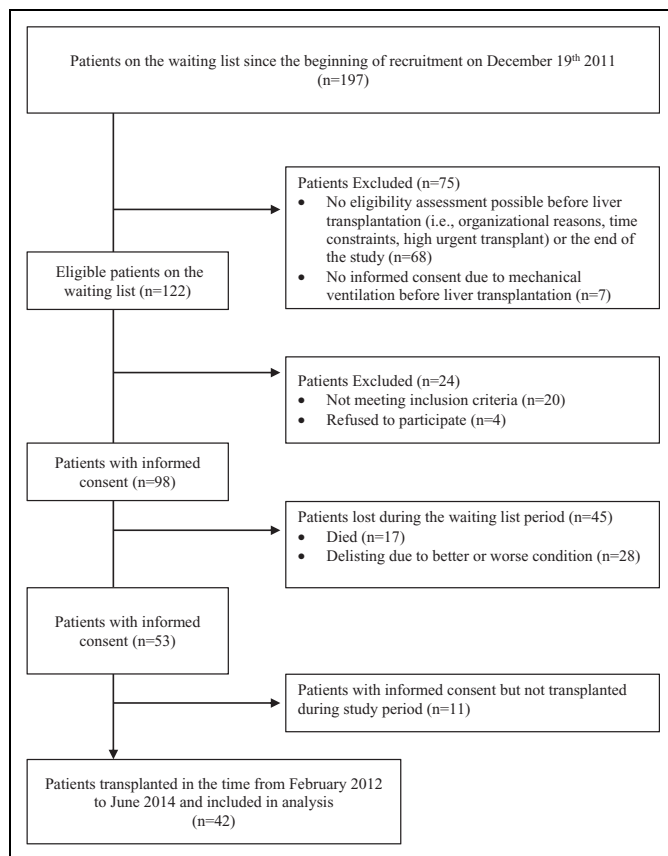 Patients on the waiting list since the beginning of recruitment on December 19th 2011
(n=197)
Patients Excluded (n=75)
• No eligibility assessment possible before liver
transplantation (i.e., organizational reasons, time
constraints, high urgent transplant) or the end of
the study (n=68)
• No informed consent due to mechanical
ventilation before liver transplantation (n=7)
Eligible patients on the
waiting list (n=122)
Patients Excluded (n=24)
• Not meeting inclusion criteria (n=20)
• Refused to participate (n=4)
Patients with informed
consent (n=98)
Patients lost during the waiting list period (n=45)
• Died (n=17)
• Delisting due to better or worse condition (n=28)
Patients with informed
consent (n=53)
Patients with informed consent but not transplanted
during study period (n=11)
Patients transplanted in the time from February 2012
to June 2014 and included in analysis
(n=42)